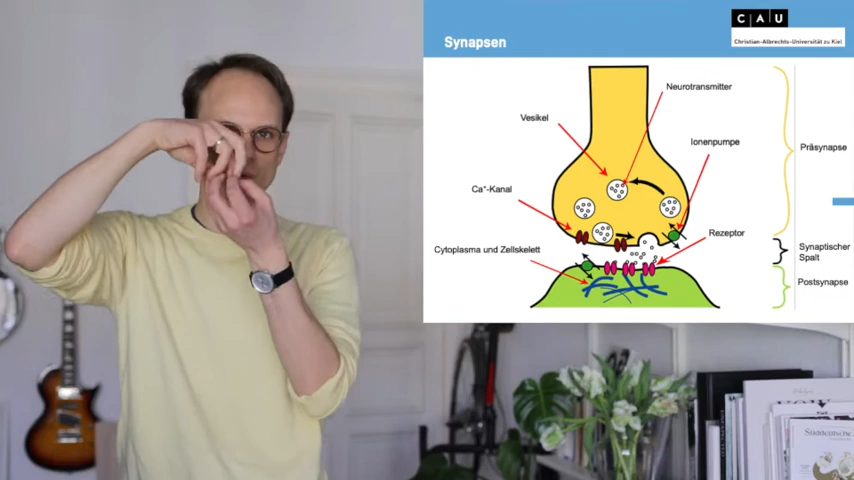 Synapsen
C A U
Christian-Albrechts-Universität zu Kiel
Neurotransmitter
Vesikel
Ionenpumpe
Präsynapse
Ca⁺-Kanal
Rezeptor
Cytoplasma und Zellskelett
Synaptischer
Spalt
Postsynapse
Süddeutsche